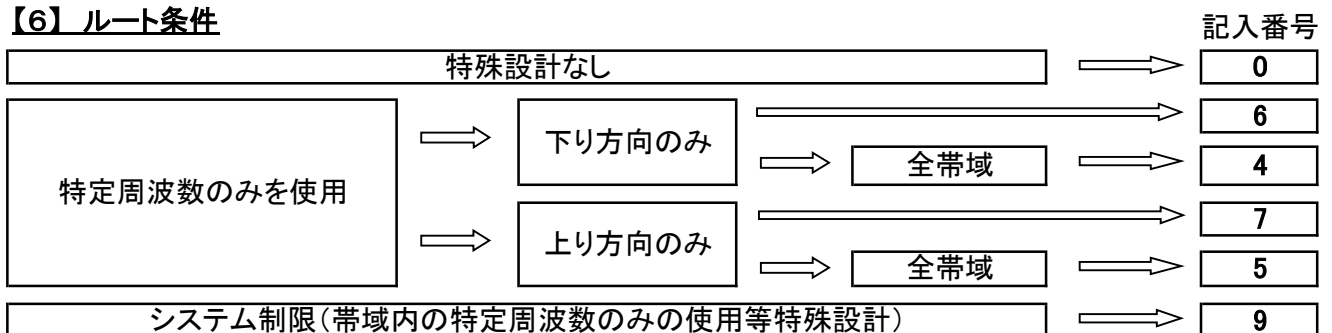 【6】 ルート条件
記入番号
特殊設計なし
0
特定周波数のみを使用
下り方向のみ
6
全帯域
4
上り方向のみ
7
全帯域
5
システム制限(帯域内の特定周波数のみの使用等特殊設計)
9